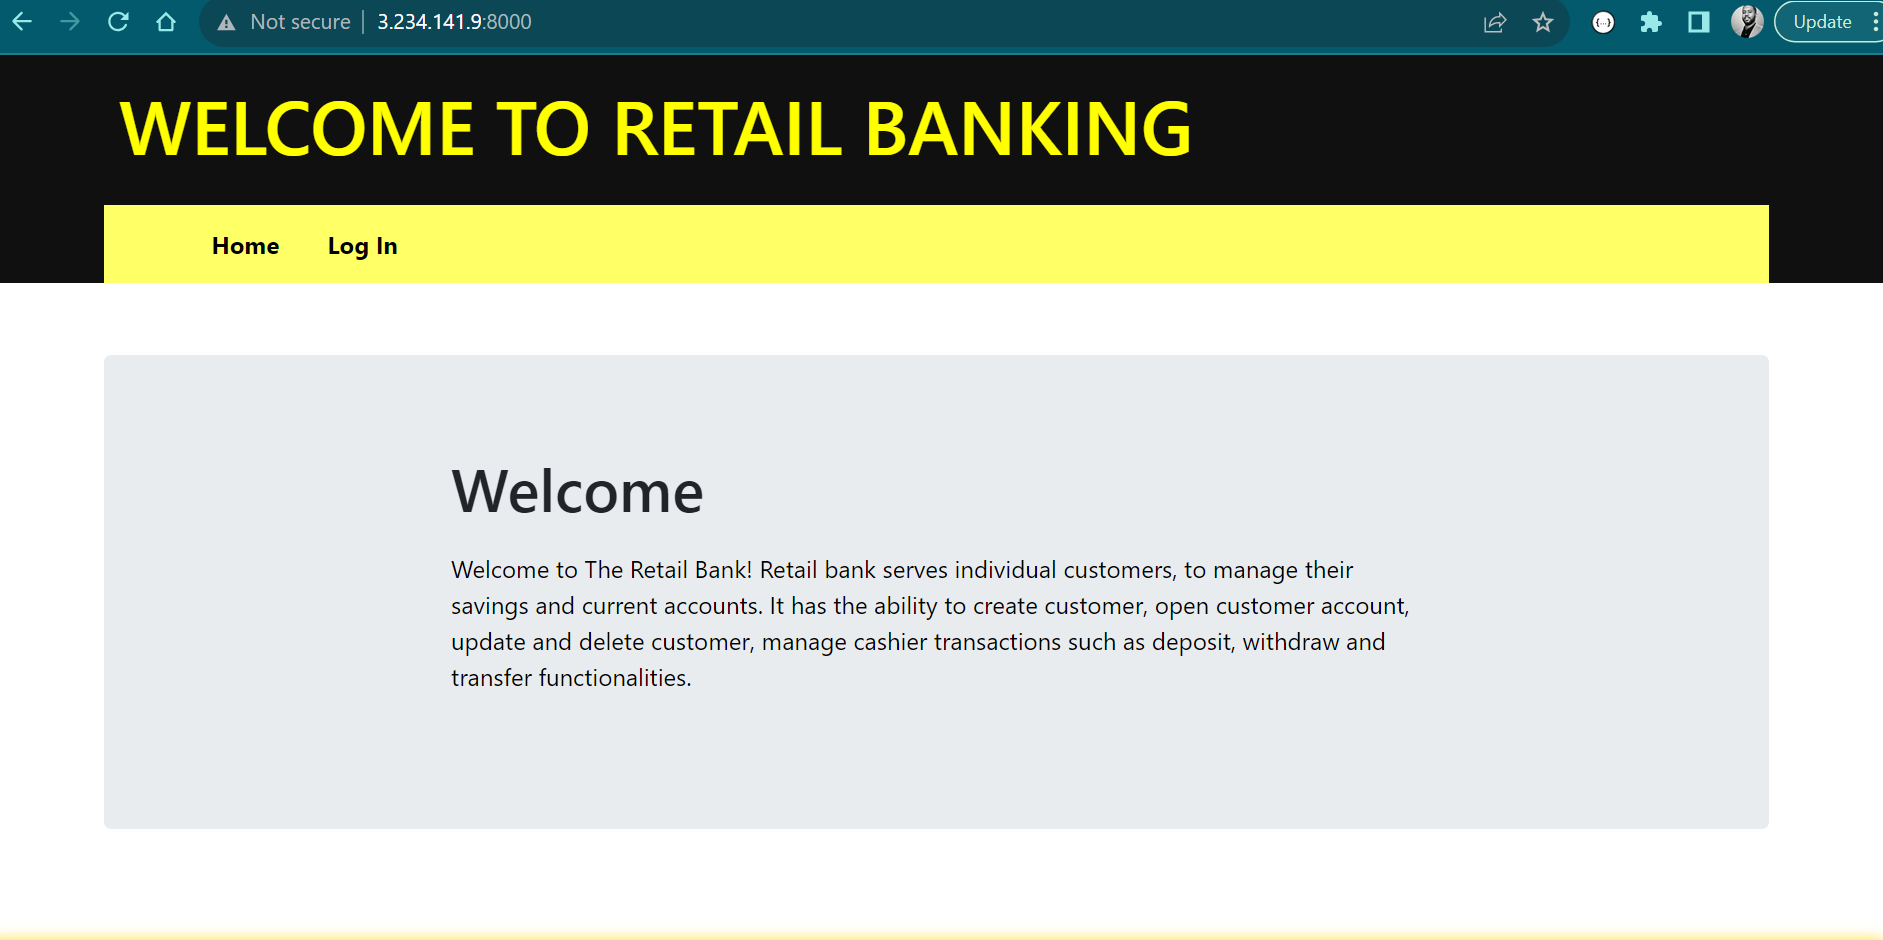 Not secure | 3.234.141.9:8000
Update
WELCOME TO RETAIL BANKING
Home Log In
Welcome
Welcome to The Retail Bank! Retail bank serves individual customers, to manage their
savings and current accounts. It has the ability to create customer, open customer account,
update and delete customer, manage cashier transactions such as deposit, withdraw and
transfer functionalities.